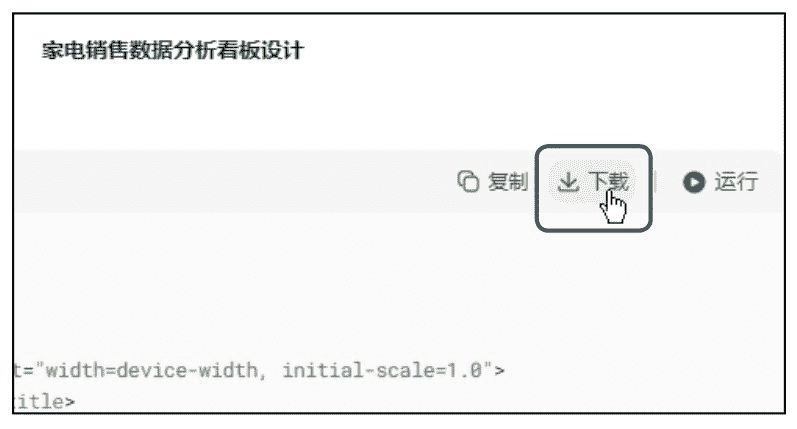 家电销售数据分析看板设计
复制 下载 运行
t="width=device-width, initial-scale=1.0">
title>